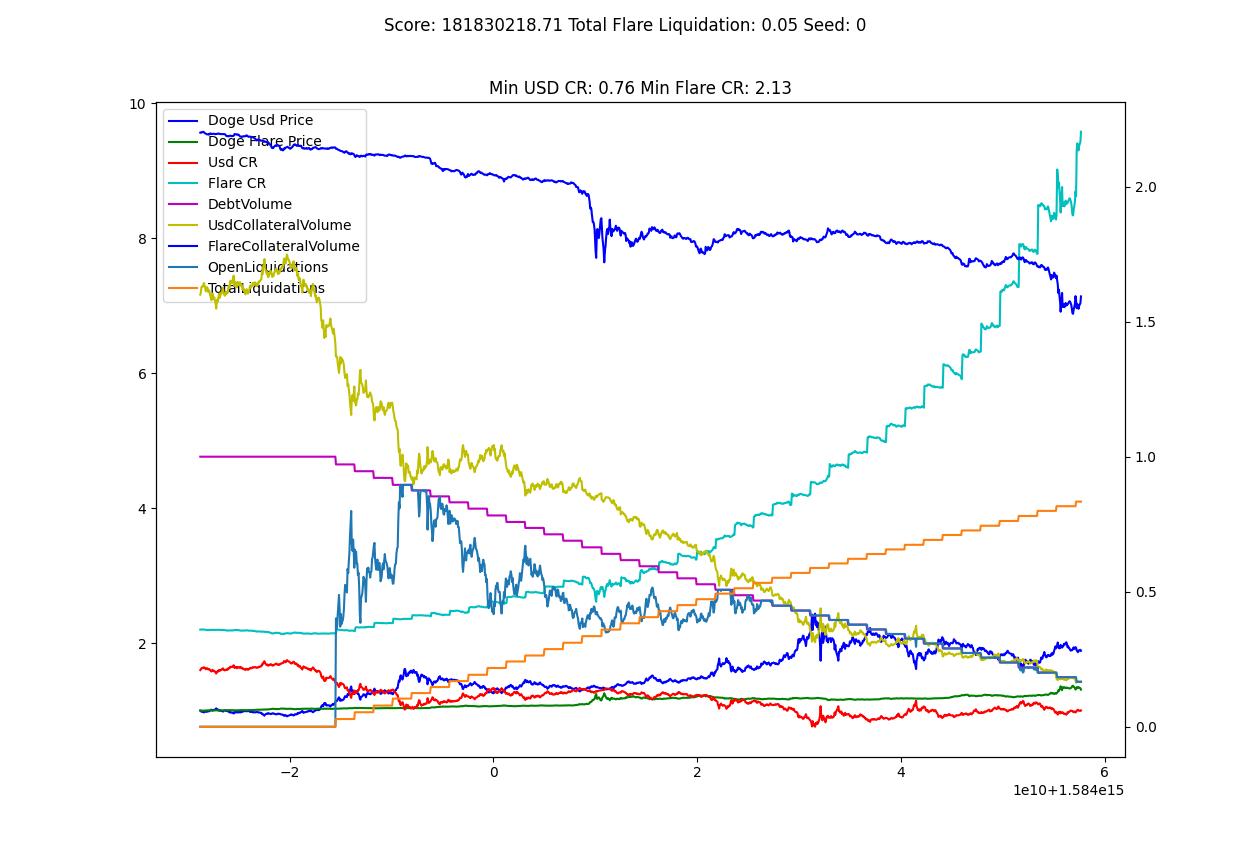 Score: 181830218.71 Total Flare Liquidation: 0.05 Seed: 0
Min USD CR: 0.76 Min Flare CR: 2.13
Doge Usd Price
Doge Flare Price
Usd CR
Flare CR
DebtVolume
UsdCollateralVolume
FlareCollateralVolume
OpenLiquidations
TotalLiquidations
10
8
6
4
2
2.0
1.5
1.0
0.5
0.0
−2
0
2
4
6
1e10+1.584e15